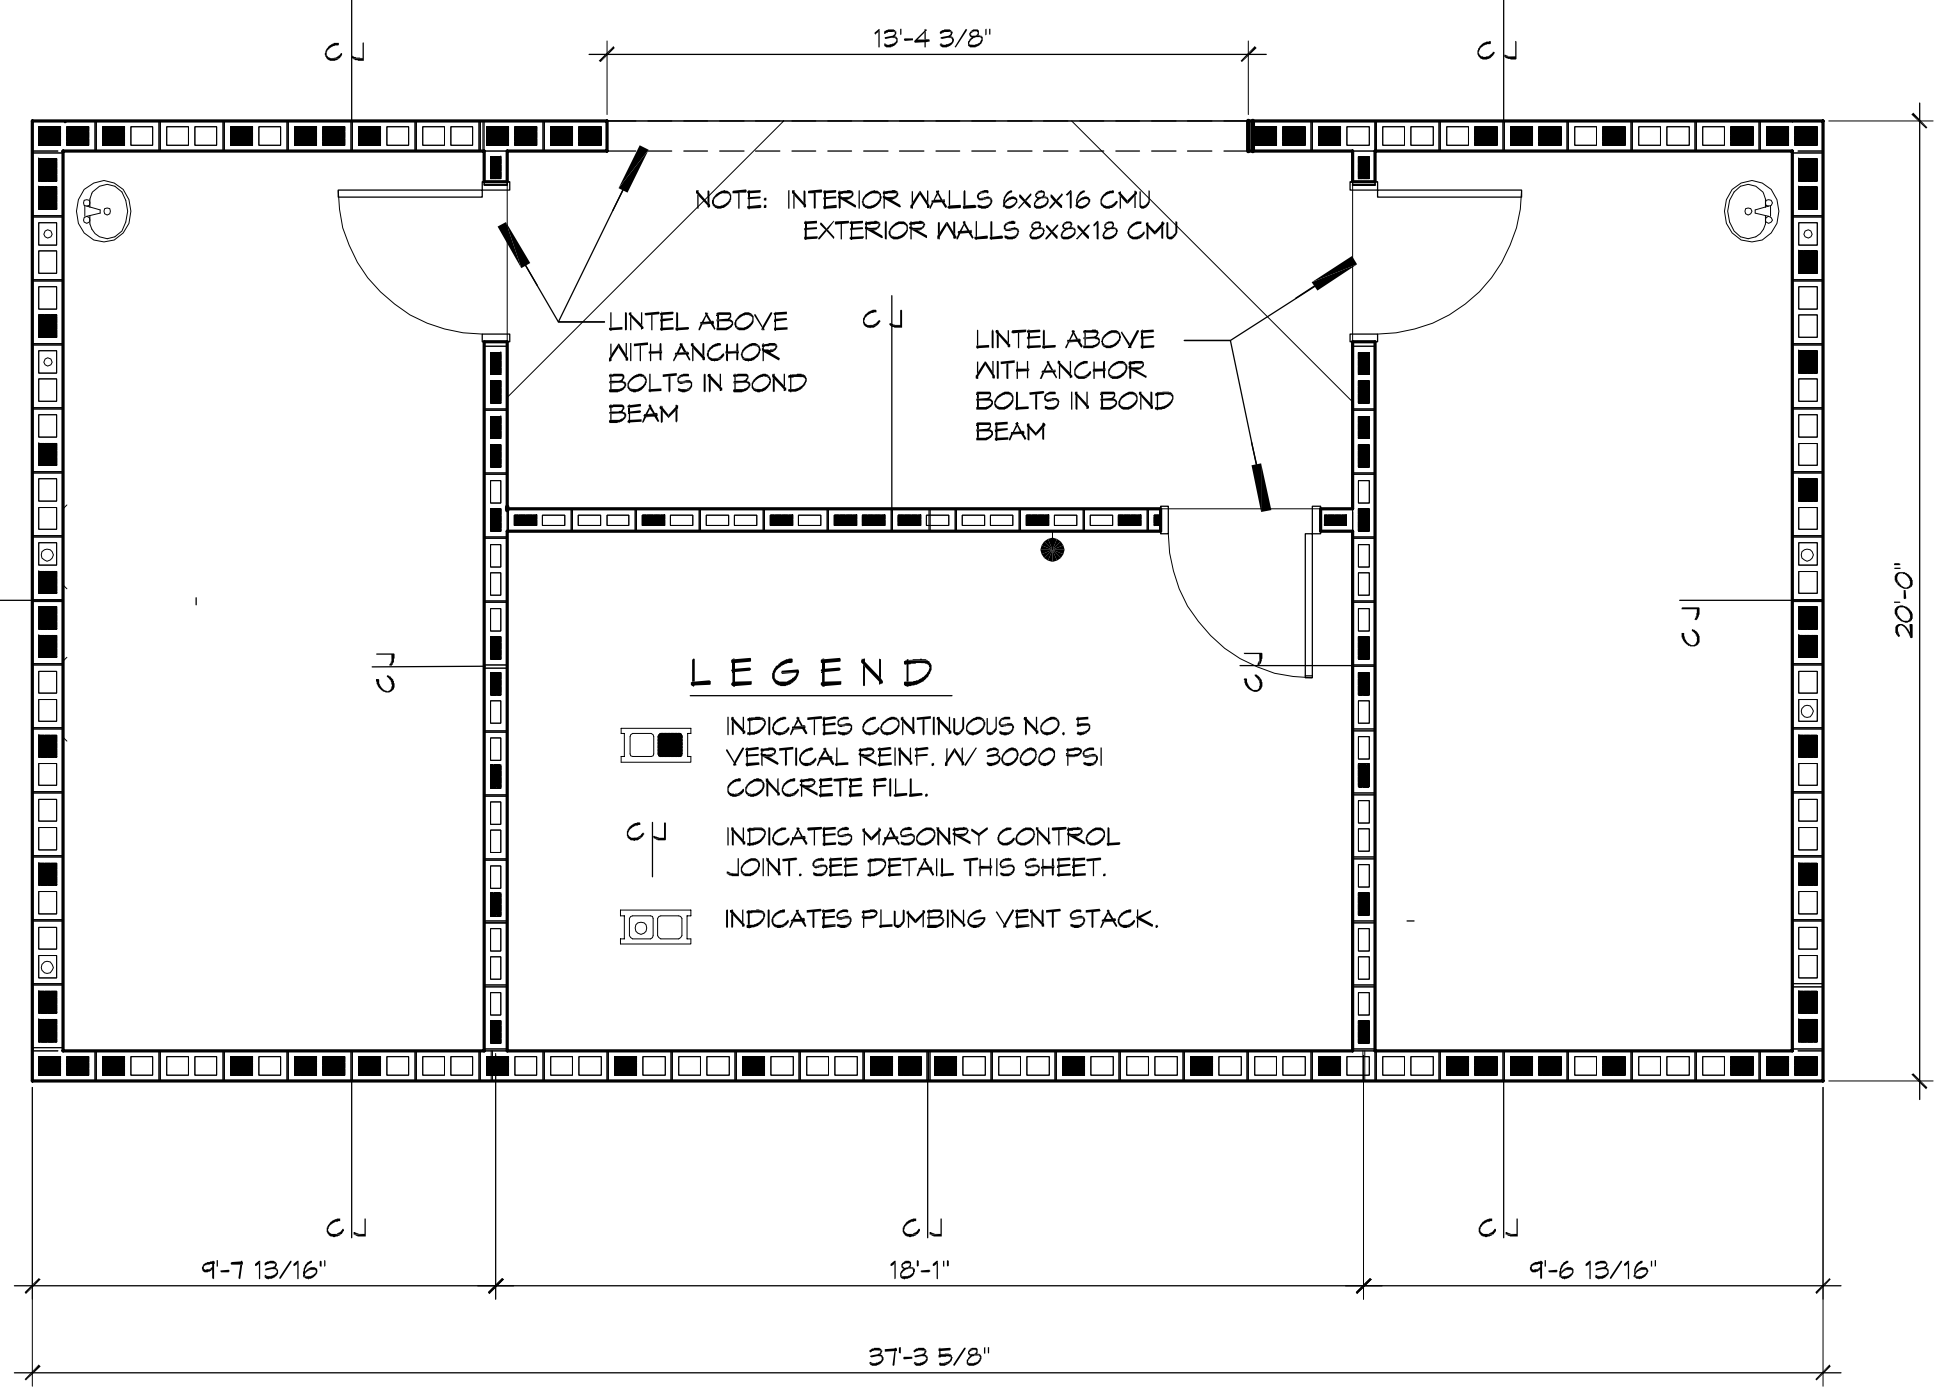 13'-4 3/8"
CJ
CJ
NOTE: INTERIOR WALLS 6x8x16 CMU
EXTERIOR WALLS 8x8x18 CMU
LINTEL ABOVE
WITH ANCHOR
BOLTS IN BOND
BEAM
CJ
LINTEL ABOVE
WITH ANCHOR
BOLTS IN BOND
BEAM
20'-0"
CJ
CJ
CJ
LEGEND
INDICATES CONTINUOUS NO. 5
VERTICAL REINF. W/ 3000 PSI
CONCRETE FILL.
CJ
INDICATES MASONRY CONTROL
JOINT. SEE DETAIL THIS SHEET.
INDICATES PLUMBING VENT STACK.
CJ
CJ
CJ
9'-7 13/16"
18'-1"
9'-6 13/16"
37'-3 5/8"